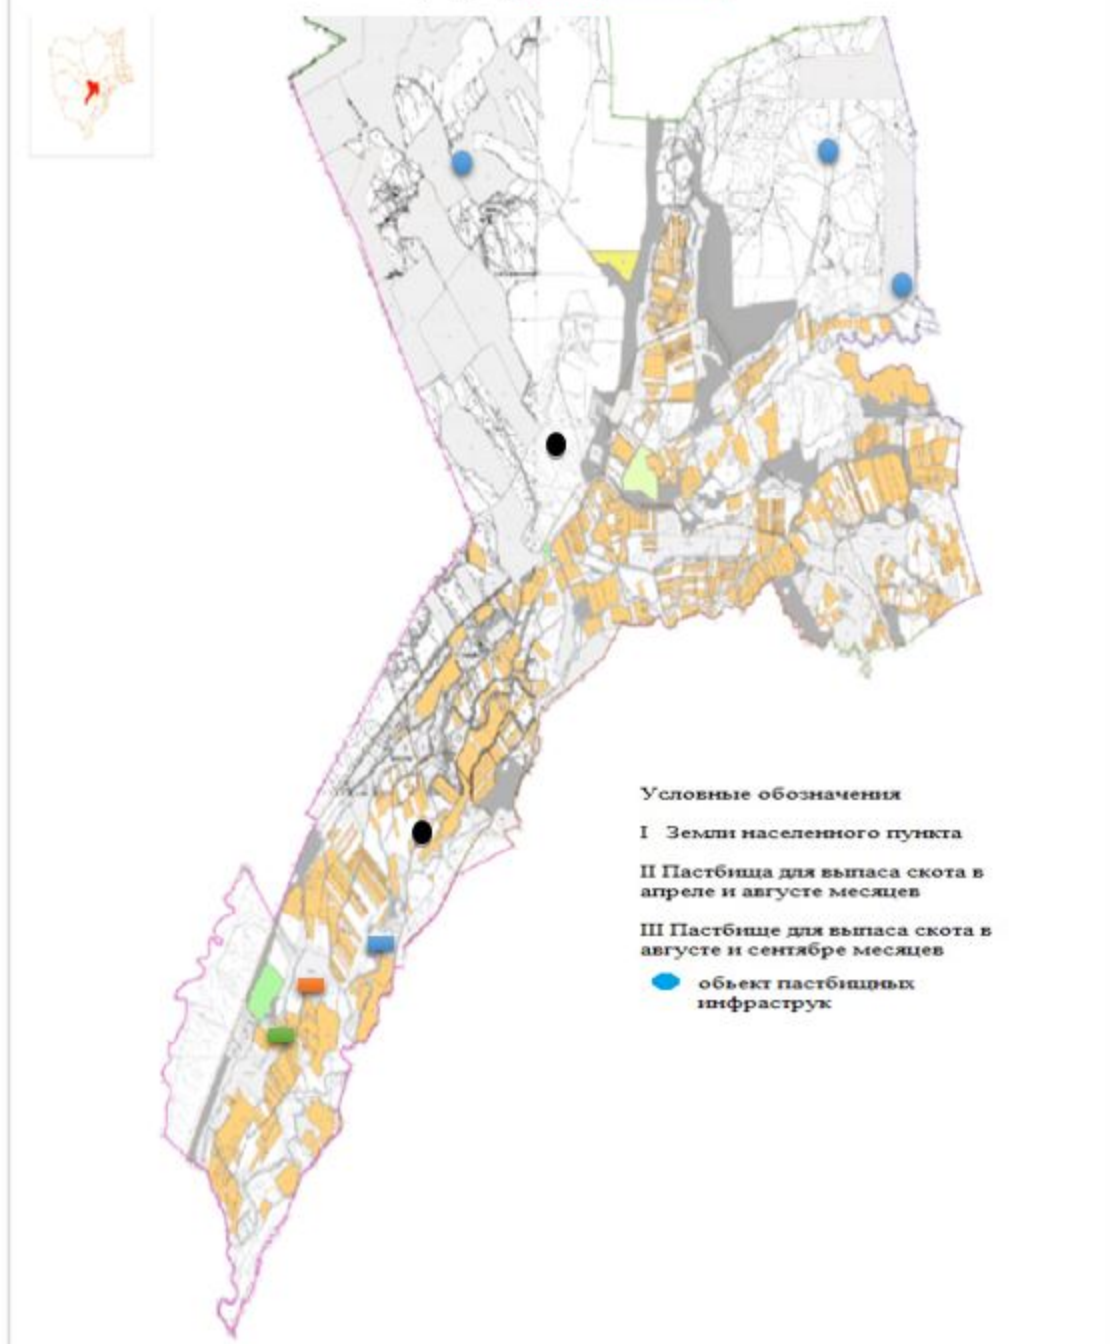 Условные обозначения
I Земли населенного пункта
II Пастбища для выпаса скота в
апреле и августе месяцев
III Пастбище для выпаса скота в
августе и сентябре месяцев
обьект пастбищных
инфраструк